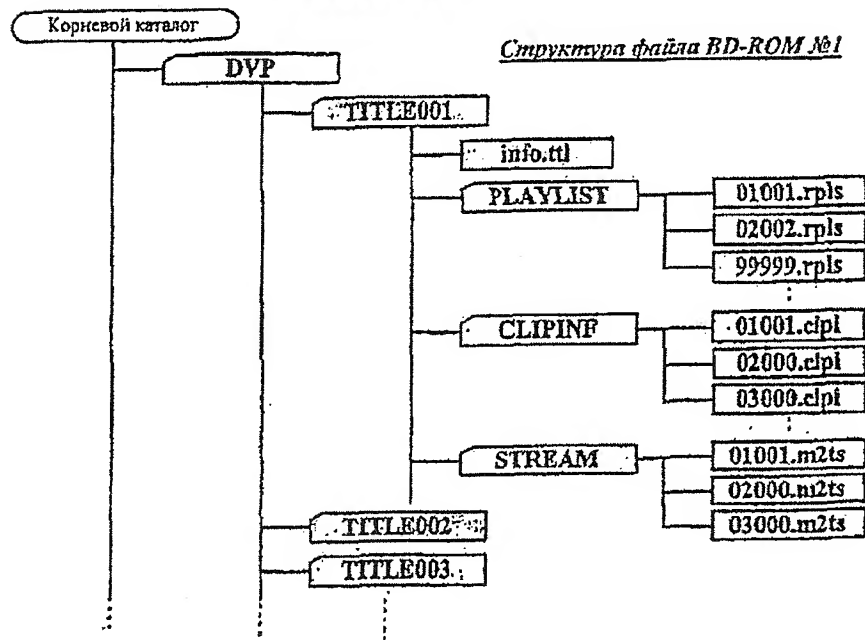 Корневой каталог
Структура файла BD-ROM №1
DVP
TITLE001
info.ttl
PLAYLIST
01001.rpls
02002.rpls
99999.rpls
CLIPINF
01001.clpi
02000.clpi
03000.clpi
STREAM
01001.m2ts
02000.m2ts
03000.m2ts
TITLE002
TITLE003